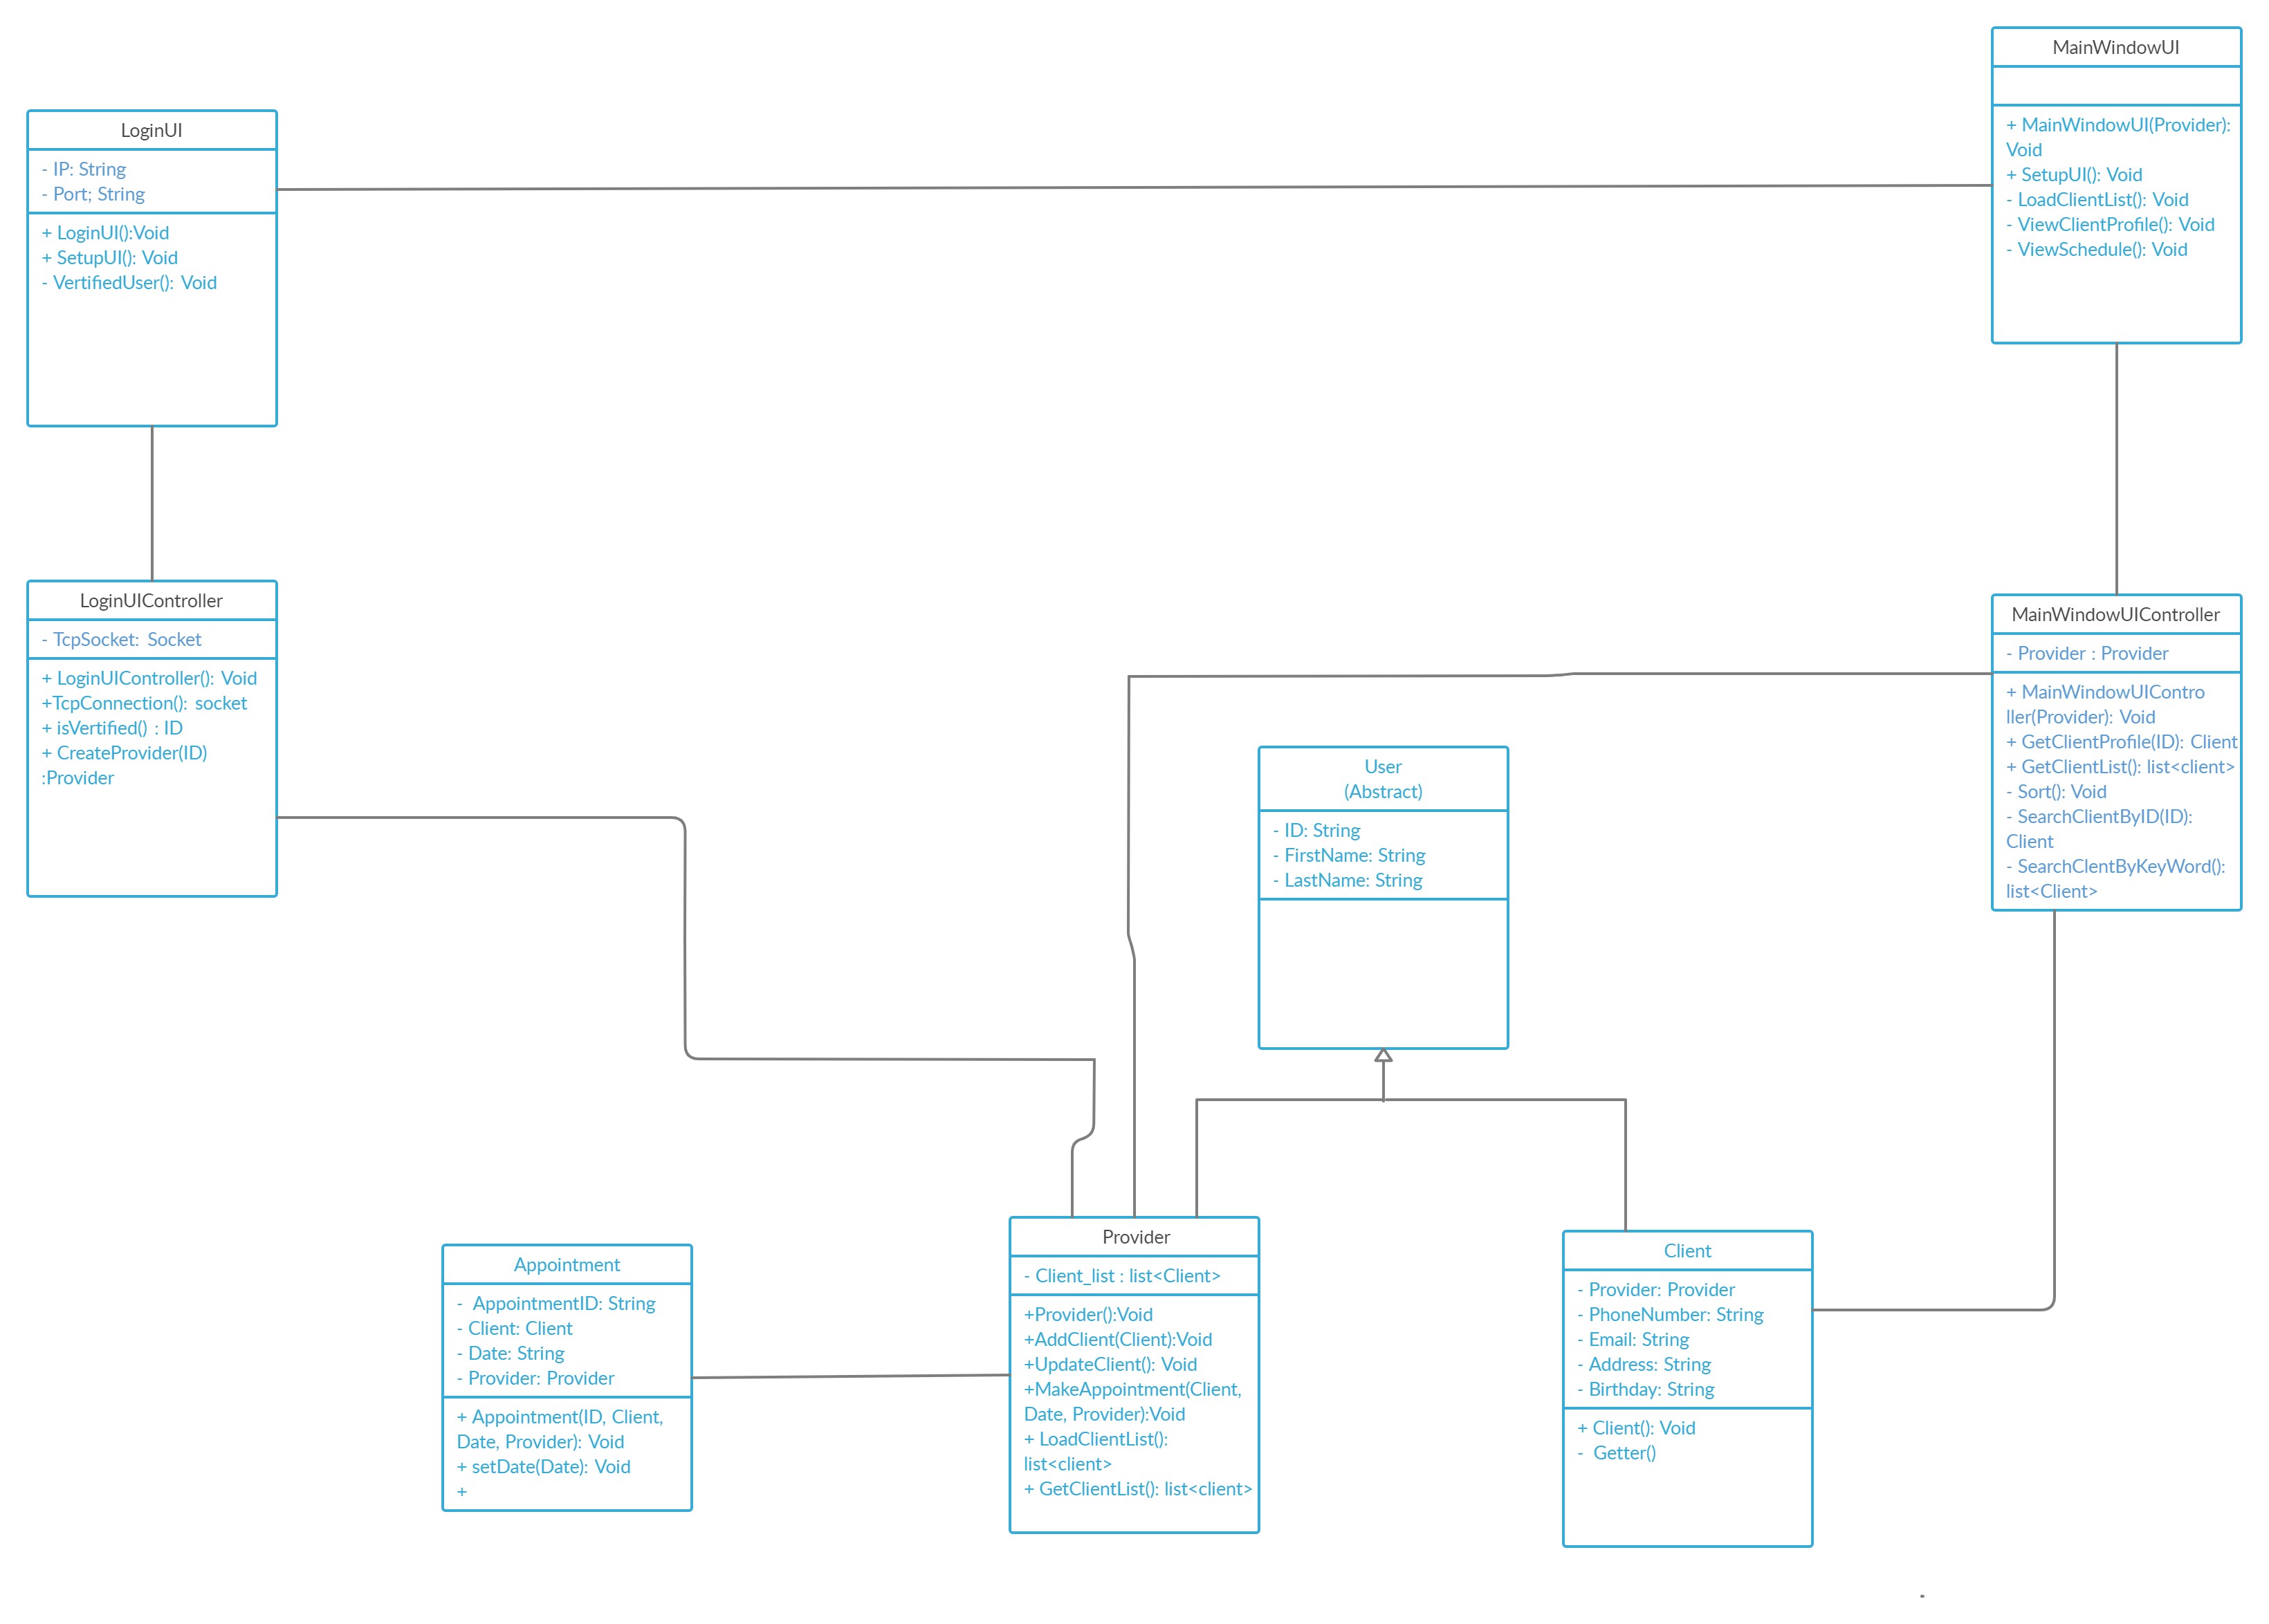 MainWindowUI
+ MainWindowUI(Provider):
Void
+ SetupUI(): Void
- LoadClientList(): Void
- ViewClientProfile(): Void
- ViewSchedule(): Void
LoginUI
- IP: String
- Port; String
+ LoginUI():Void
+ SetupUI(): Void
- VertifiedUser(): Void
LoginUIController
- TcpSocket: Socket
+ LoginUIController(): Void
+TcpConnection(): socket
+ isVertified() : ID
+ CreateProvider(ID)
:Provider
MainWindowUIController
- Provider : Provider
+ MainWindowUIContro
ller(Provider): Void
+ GetClientProfile(ID): Client
+ GetClientList(): list<client>
- Sort(): Void
- SearchClientByID(ID):
Client
- SearchClentByKeyWord():
list<Client>
User
(Abstract)
- ID: String
- FirstName: String
- LastName: String
Appointment
- AppointmentID: String
- Client: Client
- Date: String
- Provider: Provider
+ Appointment(ID, Client,
Date, Provider): Void
+ setDate(Date): Void
+
Provider
- Client_list : list<Client>
+Provider():Void
+AddClient(Client):Void
+UpdateClient(): Void
+MakeAppointment(Client,
Date, Provider):Void
+ LoadClientList():
list<client>
+ GetClientList(): list<client>
Client
- Provider: Provider
- PhoneNumber: String
- Email: String
- Address: String
- Birthday: String
+ Client(): Void
- Getter()